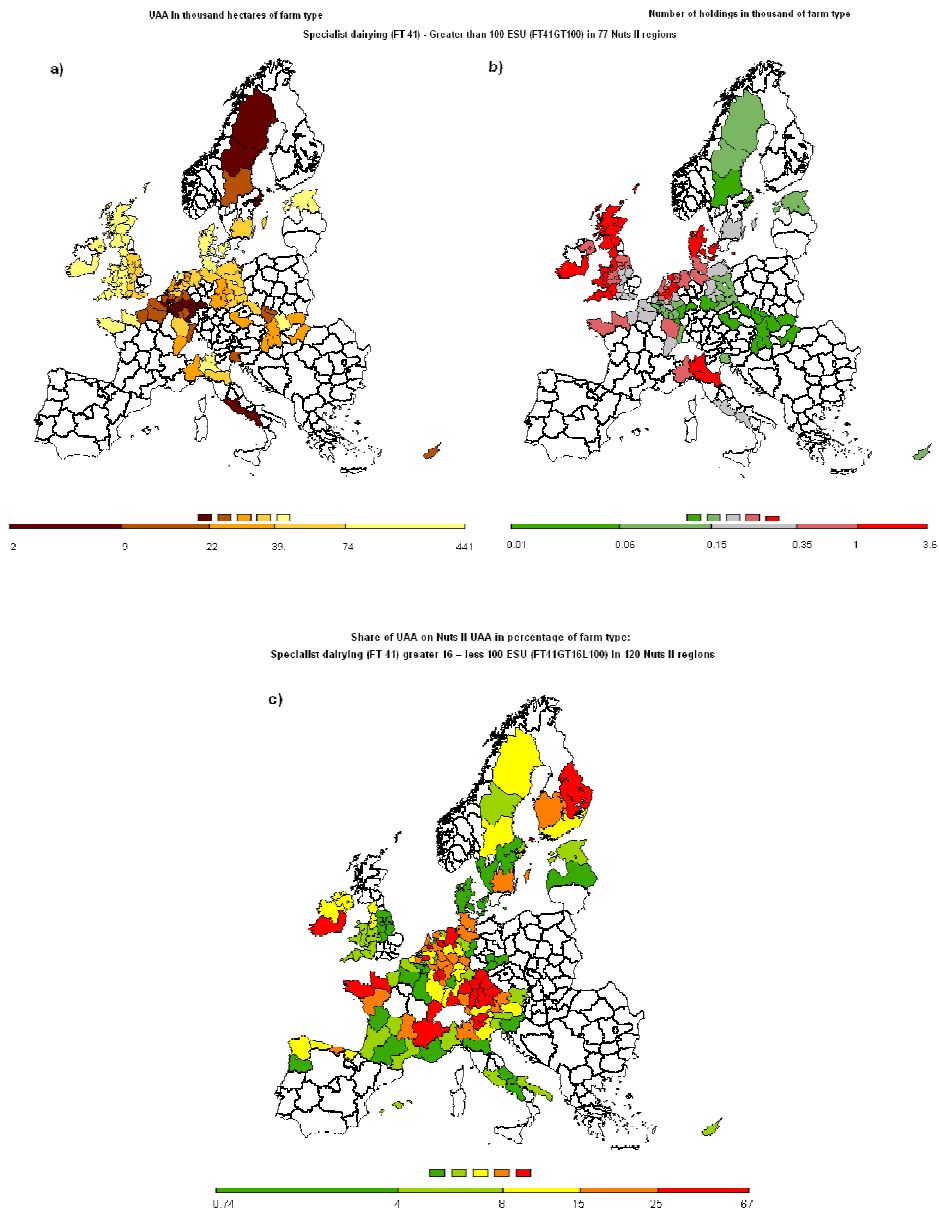 UAA In thousand hectares of farm type
Number of holdings in thousand of farm type
Specialist dairying (FT 41) - Greater than 100 ESU (FT41GT100) in 77 Nuts II regions
a)
b)
2 9 22 39. 74 441
0.01 0.06 0.15 0.35 1 3.6
Share of UAA on Nuts II UAA in percentage of farm type:
Specialist dairying (FT 41) greater 16 – less 100 ESU (FT41GT16L100) in 120 Nuts II regions
c)
0.74 4 8 15 25 67